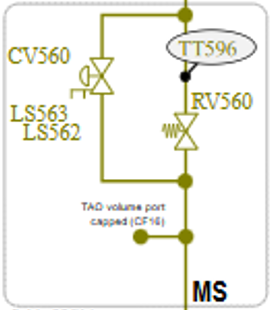 TT596
CV560
RV560
LS563
LS562
TAO volume port
capped (CF16)
MS